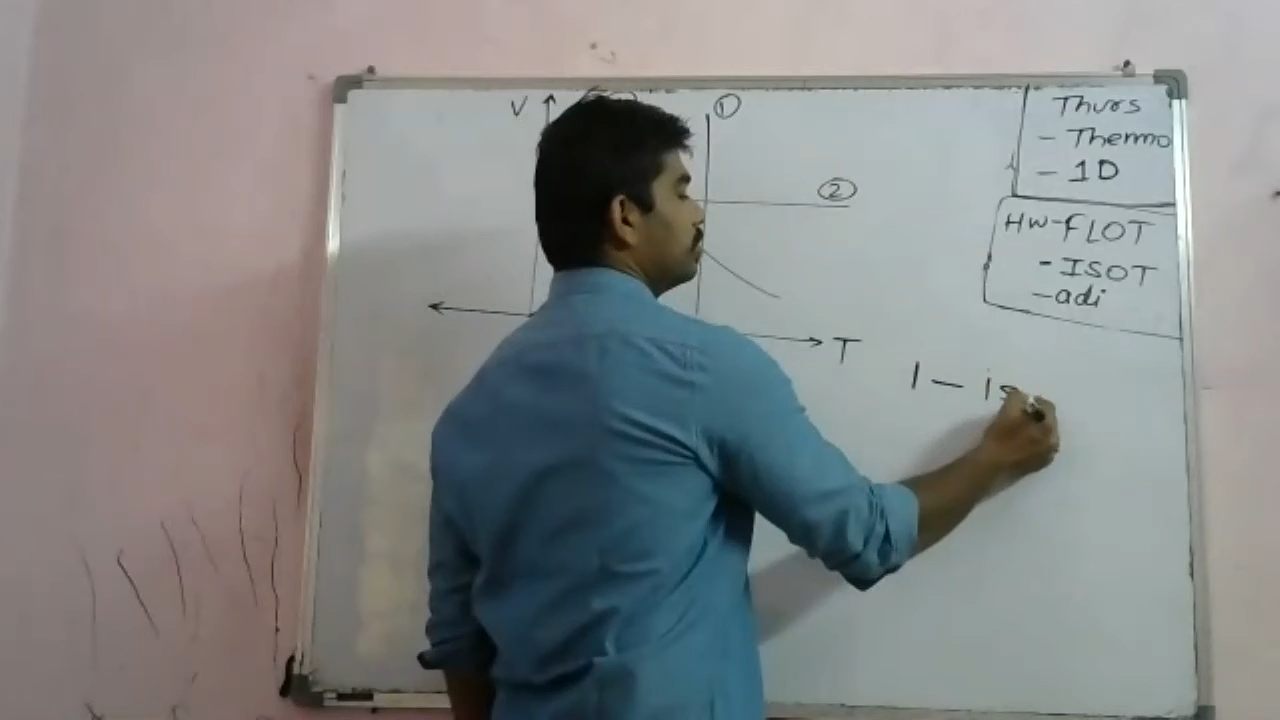 V
①
②
T
Thurs
- Thermo
- 1D
HW-FLOT
- ISOT
- adi
1 - is